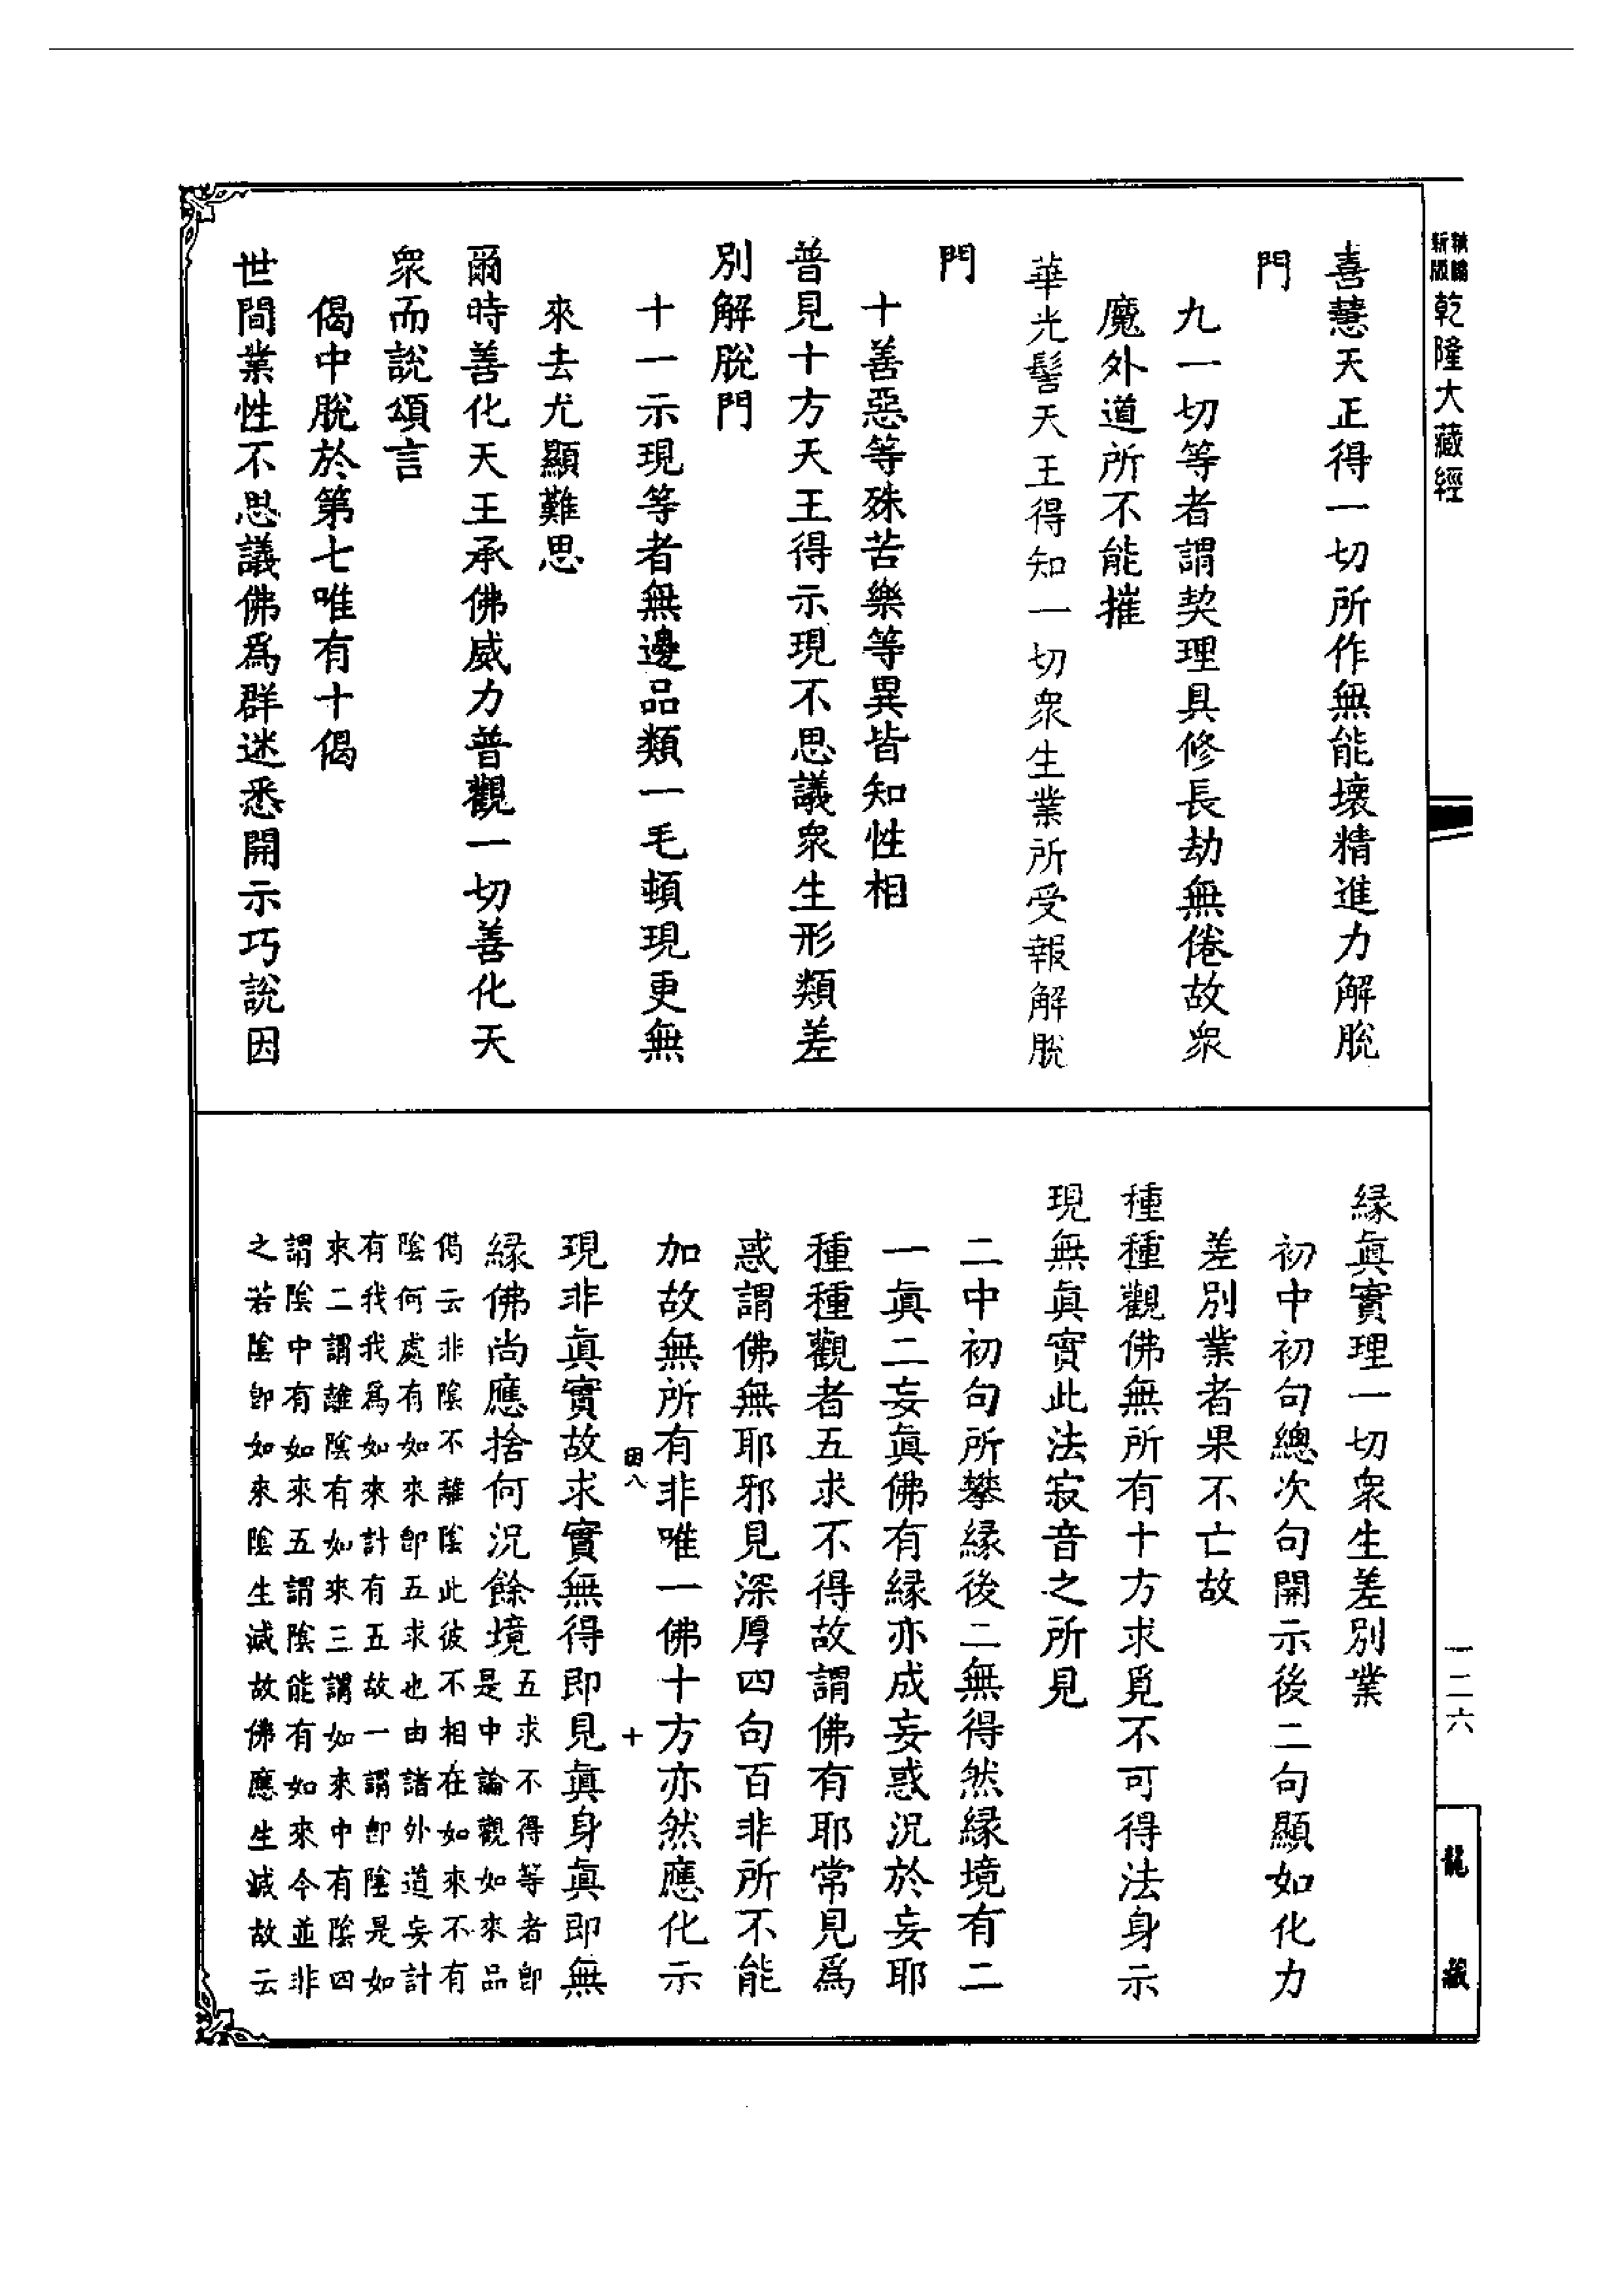 新版
乾隆大藏經
喜慧天正得一切所作無能壞精進力解脫
門
九一切等者謂契理具修長劫無倦故衆
魔外道所不能摧
華光髻天王得知一切衆生業所受報解脫
門
十善惡等殊苦樂等異皆知性相
普見十方天王得示現不思議衆生形類差
別解脫門
十一示現等者無邊品類一毛頓現更無
來去尤顯難思
爾時善化天王承佛威力普觀一切善化天
衆而說頌言
偈中脫於第七唯有十偈
世間業性不思議佛爲群迷悉開示巧說因
緣眞實理一切衆生差別業
初中初句總次句開示後二句顯如化力
差別業者果不亡故
種種觀佛無所有十方求覓不可得法身示
現無眞實此法寂音之所見
二中初句所攀緣後二無得然緣境有二
一眞二妄眞佛有緣亦成妄惑況於妄耶
種種觀者五求不得故謂佛有耶常見爲
惑謂佛無耶邪見深厚四句百非所不能
加故無所有非唯一佛十方亦然應化示
八
十
現非眞實故求實無得即見眞身眞即無
緣佛尚應捨何況餘境
五求不得等者即
是中論觀如來品
偈云非陰不離陰此彼不相在如來不有
陰何處有如來即五求也由諸外道妄計
有我我爲如來計有五故一謂即陰是如
來二謂離陰有如來三謂如來中有陰四
謂陰中有如來五謂陰能有如來今並非
之若陰即如來陰生滅故佛應生滅故云
一二六
龍藏